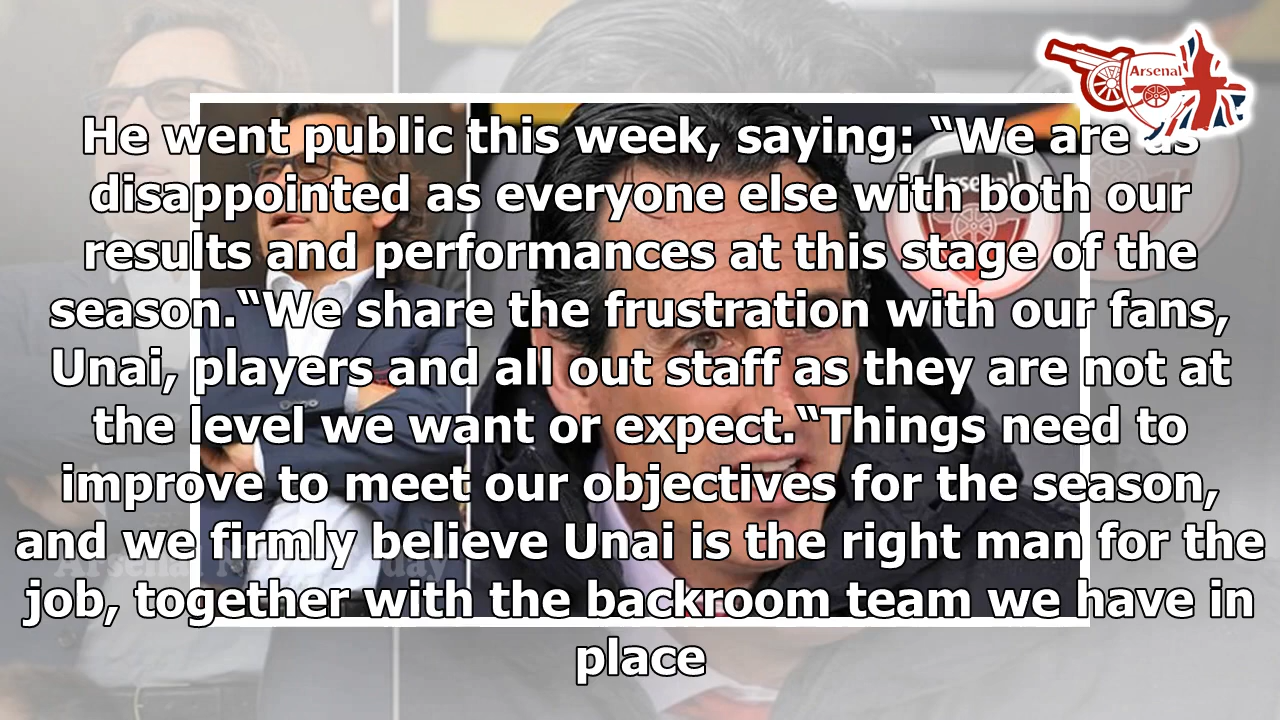 Arsenal
He went public this week, saying: “We are as
disappointed as everyone else with both our
results and performances at this stage of the
season.“We share the frustration with our fans,
Unai, players and all out staff as they are not at
the level we want or expect.“Things need to
improve to meet our objectives for the season,
and we firmly believe Unai is the right man for the
job, together with the backroom team we have in
place
Arsenal